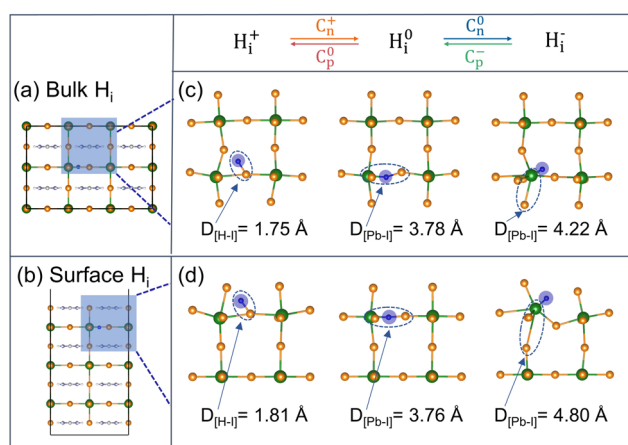 H_i^+ C_n^+ C_p^0 H_i^0 C_n^0 C_p^- H_i^-
(a) Bulk H_i
(c)
D_[H-I] = 1.75 Å D_[Pb-I] = 3.78 Å D_[Pb-I] = 4.22 Å
(b) Surface H_i
(d)
D_[H-I] = 1.81 Å D_[Pb-I] = 3.76 Å D_[Pb-I] = 4.80 Å